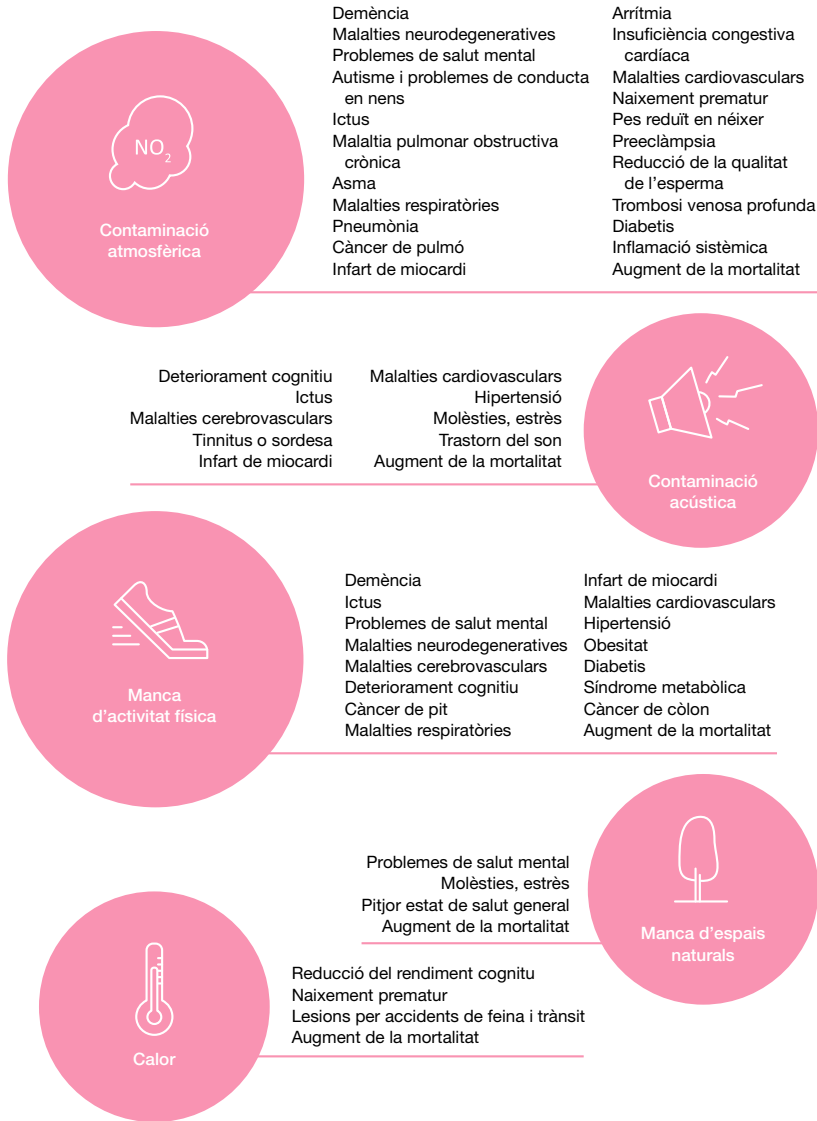 NO2
Contaminació
atmosfèrica
Demència
Malalties neurodegeneratives
Problemes de salut mental
Autisme i problemes de conducta
en nens
Ictus
Malaltia pulmonar obstructiva
crònica
Asma
Malalties respiratòries
Pneumònia
Càncer de pulmó
Infart de miocardi
Arrítmia
Insuficiència congestiva
cardíaca
Malalties cardiovasculars
Naixement prematur
Pes reduït en néixer
Preeclàmpsia
Reducció de la qualitat
de l’esperma
Trombosi venosa profunda
Diabetis
Inflamació sistèmica
Augment de la mortalitat
Deteriorament cognitiu
Ictus
Malalties cerebrovasculars
Tinnitus o sordesa
Infart de miocardi
Malalties cardiovasculars
Hipertensió
Molèsties, estrès
Trastorn del son
Augment de la mortalitat
Contaminació
acústica
Manca
d’activitat física
Demència
Ictus
Problemes de salut mental
Malalties neurodegeneratives
Malalties cerebrovasculars
Deteriorament cognitiu
Càncer de pit
Malalties respiratòries
Infart de miocardi
Malalties cardiovasculars
Hipertensió
Obesitat
Diabetis
Síndrome metabòlica
Càncer de còlon
Augment de la mortalitat
Problemes de salut mental
Molèsties, estrès
Pitjor estat de salut general
Augment de la mortalitat
Manca d’espais
naturals
Calor
Reducció del rendiment cognitu
Naixement prematur
Lesions per accidents de feina i trànsit
Augment de la mortalitat